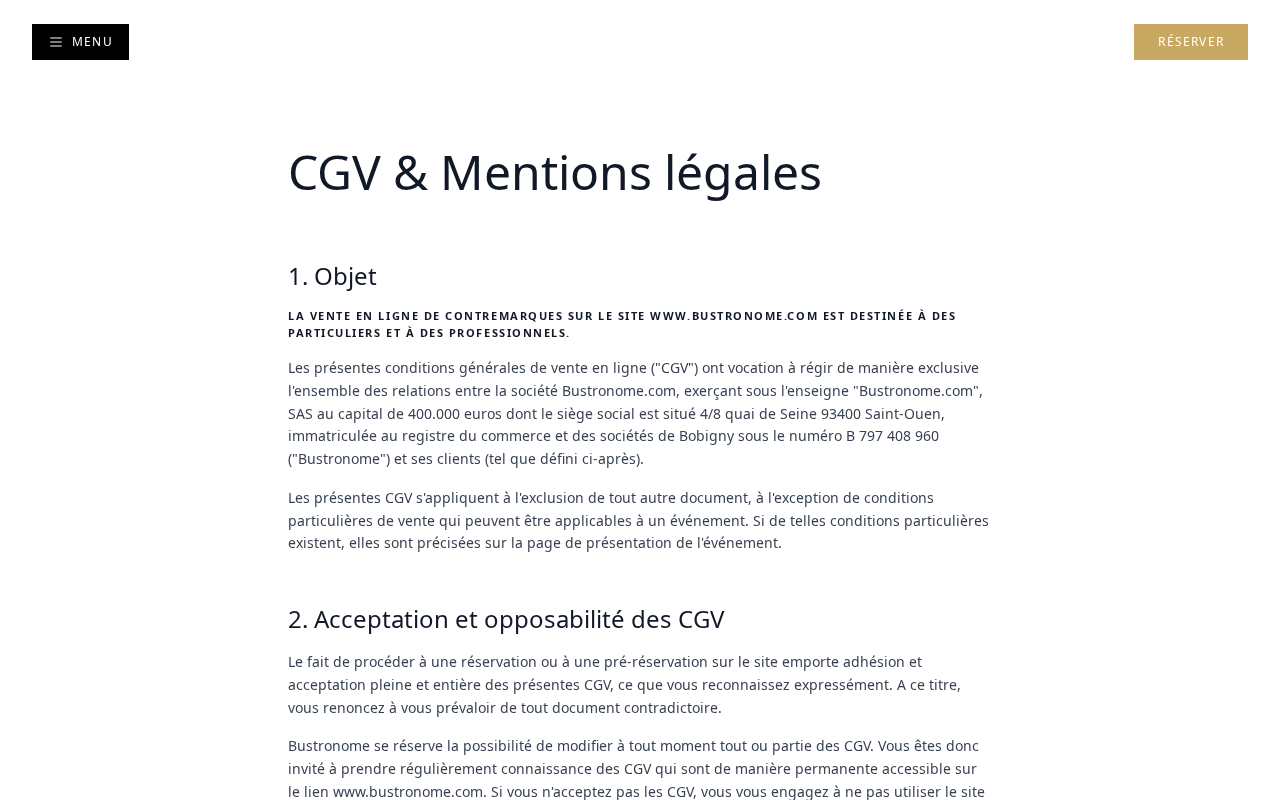 MENU
RÉSERVER
CGV & Mentions légales
1. Objet
LA VENTE EN LIGNE DE CONTREMARQUES SUR LE SITE WWW.BUSTRONOME.COM EST DESTINÉE À DES
PARTICULIERS ET À DES PROFESSIONNELS.
Les présentes conditions générales de vente en ligne ("CGV") ont vocation à régir de manière exclusive
l'ensemble des relations entre la société Bustronome.com, exerçant sous l'enseigne "Bustronome.com",
SAS au capital de 400.000 euros dont le siège social est situé 4/8 quai de Seine 93400 Saint-Ouen,
immatriculée au registre du commerce et des sociétés de Bobigny sous le numéro B 797 408 960
("Bustronome") et ses clients (tel que défini ci-après).
Les présentes CGV s'appliquent à l'exclusion de tout autre document, à l'exception de conditions
particulières de vente qui peuvent être applicables à un événement. Si de telles conditions particulières
existent, elles sont précisées sur la page de présentation de l'événement.
2. Acceptation et opposabilité des CGV
Le fait de procéder à une réservation ou à une pré-réservation sur le site emporte adhésion et
acceptation pleine et entière des présentes CGV, ce que vous reconnaissez expressément. A ce titre,
vous renoncez à vous prévaloir de tout document contradictoire.
Bustronome se réserve la possibilité de modifier à tout moment tout ou partie des CGV. Vous êtes donc
invité à prendre régulièrement connaissance des CGV qui sont de manière permanente accessible sur
le lien www.bustronome.com. Si vous n'acceptez pas les CGV, vous vous engagez à ne pas utiliser le site